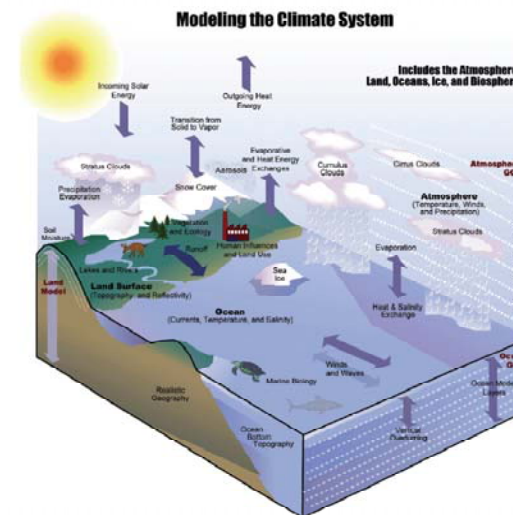 Modeling the Climate System
Includes the Atmosphere
Land, Oceans, Ice, and Biosphere
Incoming Solar
Energy
Outgoing Heat
Energy
Transition from
Solid to Vapor
Evaporative
and Heat Energy
Exchanges
Stratus Clouds
Snow Cover
Aerosols
Cumulus
Clouds
Cirrus Clouds
Atmosphere
(Temperature, Winds,
and Precipitation)
Stratus Clouds
Precipitation
Evaporation
Vegetation
and Ecology
Soil
Moisture
Runoff
Human Influences
and Land Use
Evaporation
Lakes and Rivers
Sea
Ice
Land
Model
Land Surface
(Topography and Reflectivity)
Heat & Salinity
Exchange
Ocean
(Currents, Temperature, and Salinity)
Winds
and Waves
Ocean Model
Layers
Marine Biology
Realistic
Geography
Ocean
Bottom
Topography
Vertical
Overturning